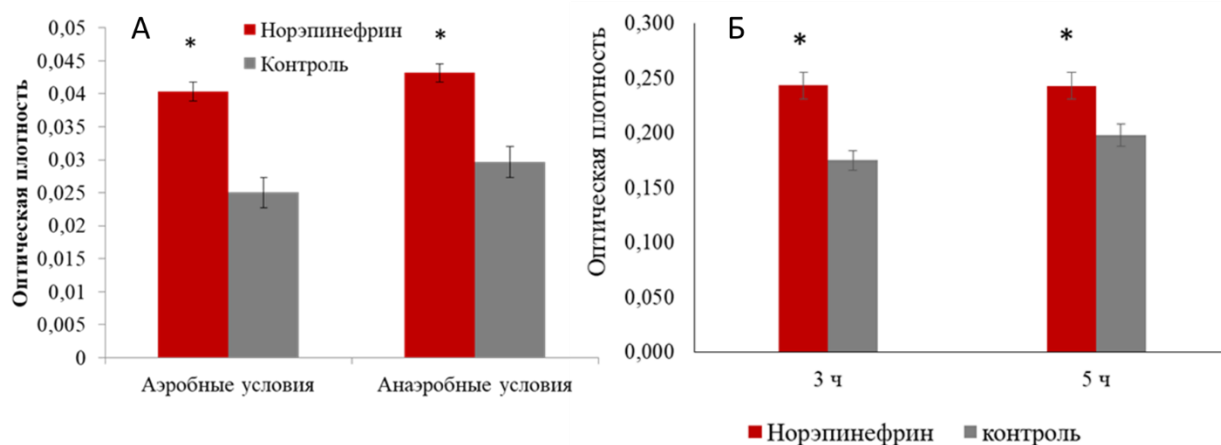 А
Оптическая плотность
0,05
0,045
0,04
0,035
0,03
0,025
0,02
0,015
0,01
0,005
0
*
*
Норэпинефрин
Контроль
Аэробные условия
Анаэробные условия
Б
Оптическая плотность
0,300
0,250
0,200
0,150
0,100
0,050
0,000
*
*
3 ч
5 ч
Норэпинефрин
контроль